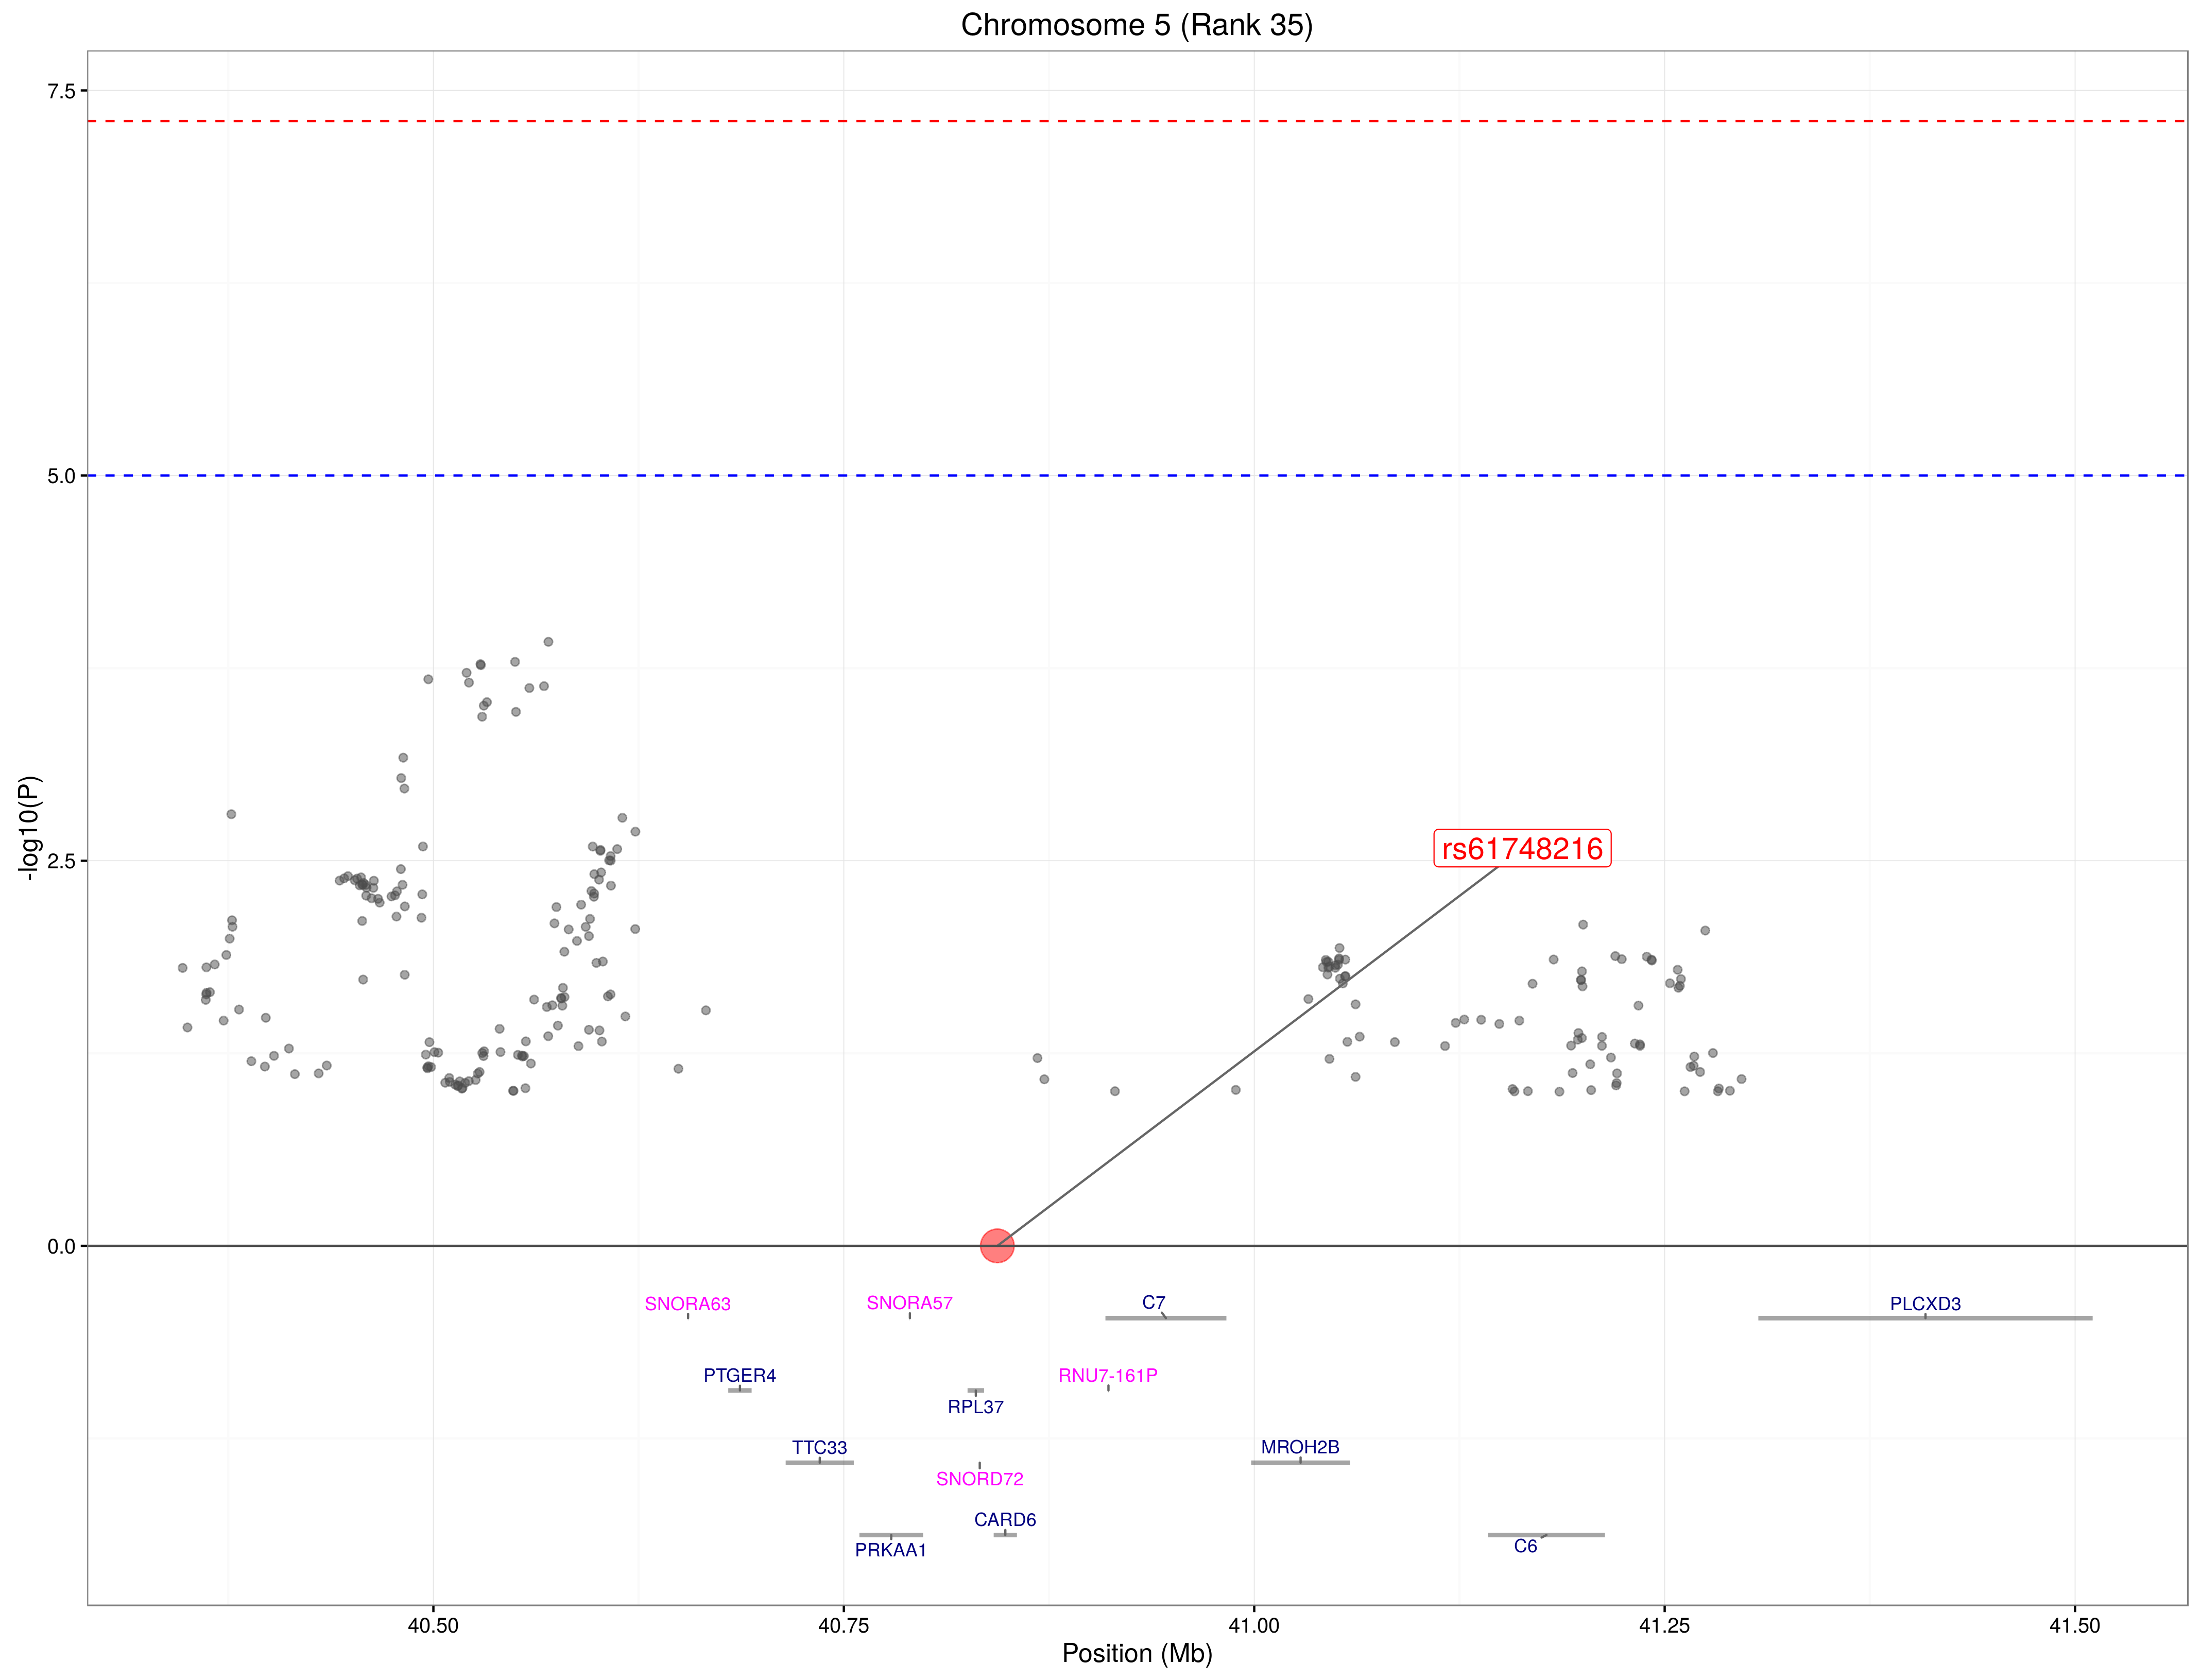 Chromosome 5 (Rank 35)
7.5
5.0
-log10(P)
2.5
rs61748216
0.0
SNORA63
SNORA57
C7
PLCXD3
PTGER4
RNU7-161P
RPL37
TTC33
MROH2B
SNORD72
CARD6
PRKAA1
C6
40.50
40.75
41.00
41.25
41.50
Position (Mb)